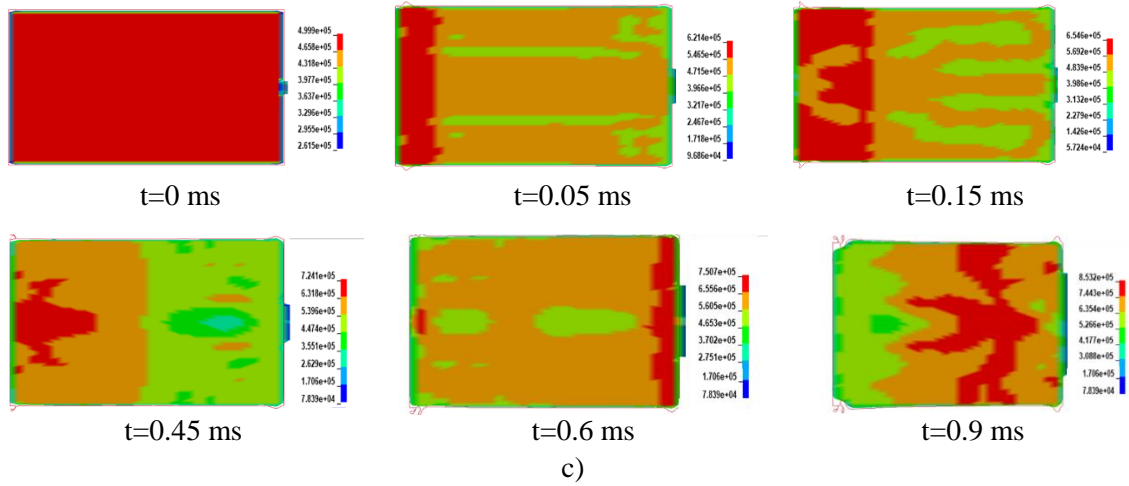 4.999e+05
4.658e+05
4.318e+05
3.977e+05
3.637e+05
3.296e+05
2.955e+05
2.615e+05
t=0 ms
6.214e+05
5.465e+05
4.715e+05
3.966e+05
3.217e+05
2.467e+05
1.718e+05
9.686e+04
t=0.05 ms
6.546e+05
5.692e+05
4.839e+05
3.986e+05
3.132e+05
2.279e+05
1.426e+05
5.724e+04
t=0.15 ms
7.241e+05
6.318e+05
5.396e+05
4.474e+05
3.551e+05
2.629e+05
1.706e+05
7.839e+04
t=0.45 ms
7.507e+05
6.556e+05
5.605e+05
4.653e+05
3.702e+05
2.751e+05
1.706e+05
7.839e+04
t=0.6 ms
8.532e+05
7.443e+05
6.354e+05
5.266e+05
4.177e+05
3.088e+05
1.706e+05
7.839e+04
t=0.9 ms
c)